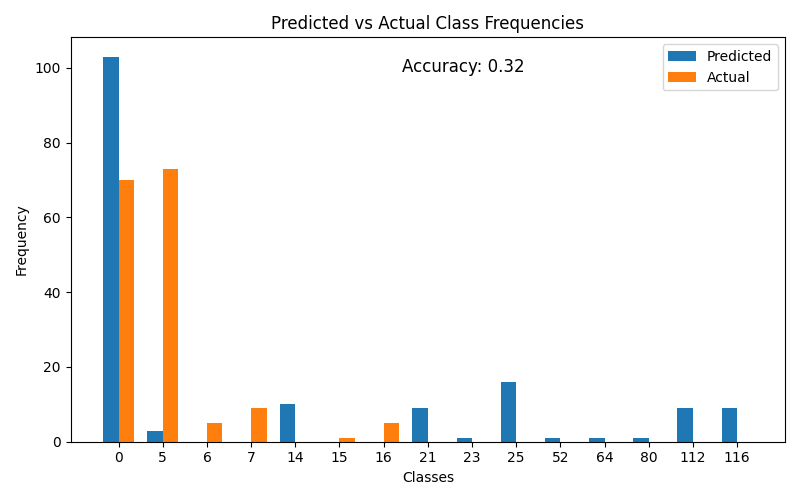 Predicted vs Actual Class Frequencies
Accuracy: 0.32
Predicted
Actual
Frequency
100
80
60
40
20
0
0 5 6 7 14 15 16 21 23 25 52 64 80 112 116
Classes